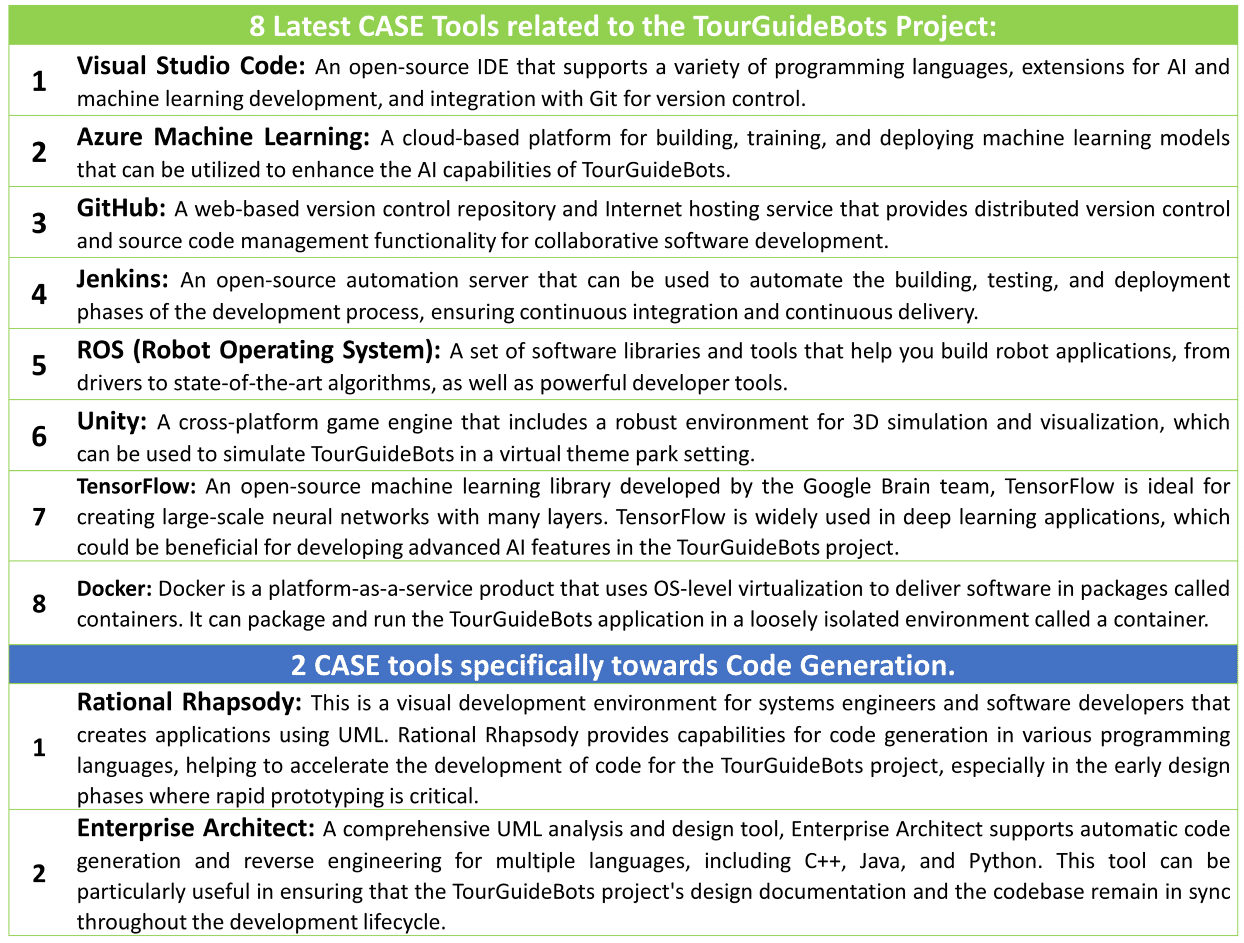 8 Latest CASE Tools related to the TourGuideBots Project:
1
Visual Studio Code: An open-source IDE that supports a variety of programming languages, extensions for AI and
machine learning development, and integration with Git for version control.
2
Azure Machine Learning: A cloud-based platform for building, training, and deploying machine learning models
that can be utilized to enhance the AI capabilities of TourGuideBots.
3
GitHub: A web-based version control repository and Internet hosting service that provides distributed version control
and source code management functionality for collaborative software development.
4
Jenkins: An open-source automation server that can be used to automate the building, testing, and deployment
phases of the development process, ensuring continuous integration and continuous delivery.
5
ROS (Robot Operating System): A set of software libraries and tools that help you build robot applications, from
drivers to state-of-the-art algorithms, as well as powerful developer tools.
6
Unity: A cross-platform game engine that includes a robust environment for 3D simulation and visualization, which
can be used to simulate TourGuideBots in a virtual theme park setting.
7
TensorFlow: An open-source machine learning library developed by the Google Brain team, TensorFlow is ideal for
creating large-scale neural networks with many layers. TensorFlow is widely used in deep learning applications, which
could be beneficial for developing advanced AI features in the TourGuideBots project.
8
Docker: Docker is a platform-as-a-service product that uses OS-level virtualization to deliver software in packages called
containers. It can package and run the TourGuideBots application in a loosely isolated environment called a container.
2 CASE tools specifically towards Code Generation.
1
Rational Rhapsody: This is a visual development environment for systems engineers and software developers that
creates applications using UML. Rational Rhapsody provides capabilities for code generation in various programming
languages, helping to accelerate the development of code for the TourGuideBots project, especially in the early design
phases where rapid prototyping is critical.
2
Enterprise Architect: A comprehensive UML analysis and design tool, Enterprise Architect supports automatic code
generation and reverse engineering for multiple languages, including C++, Java, and Python. This tool can be
particularly useful in ensuring that the TourGuideBots project's design documentation and the codebase remain in sync
throughout the development lifecycle.